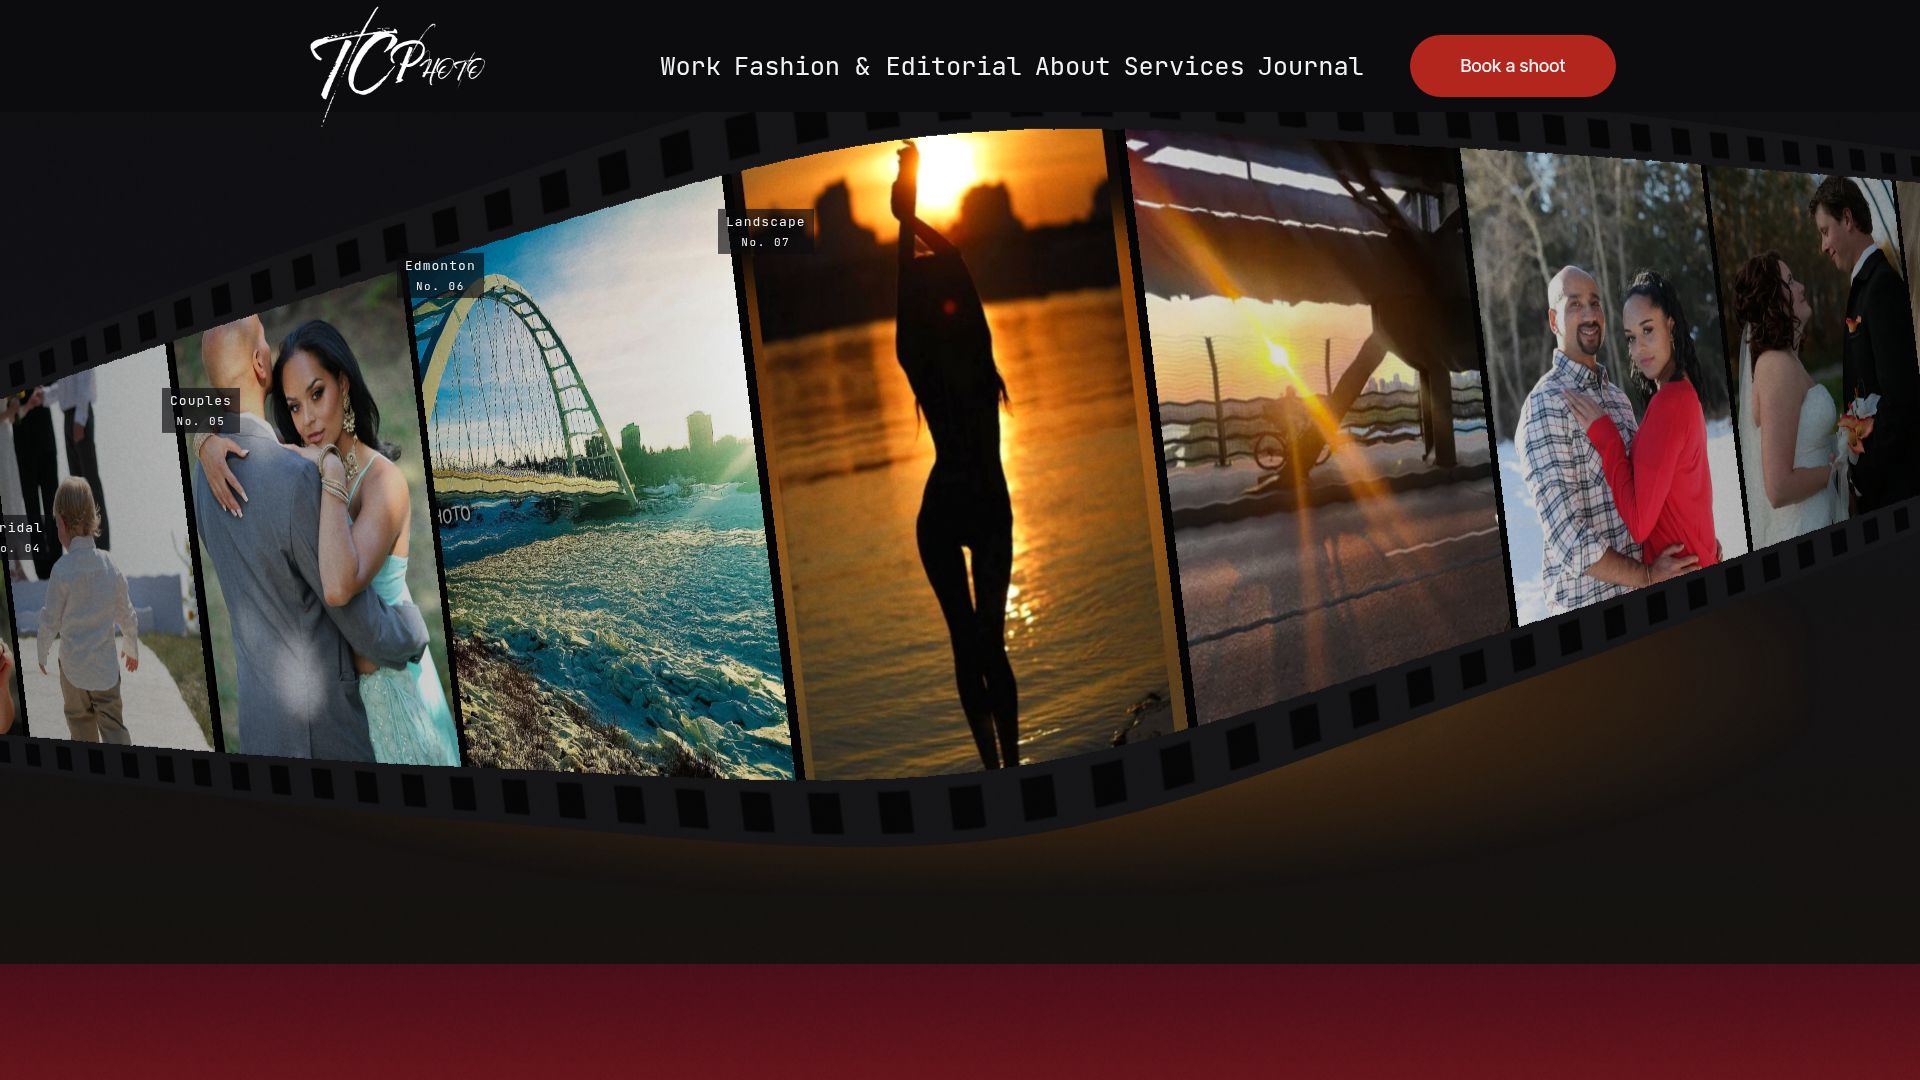 TCPHOTO
Work Fashion & Editorial About Services Journal
Book a shoot
Landscape
No. 07
Edmonton
No. 06
Couples
No. 05
ridal
o. 04
HOTO